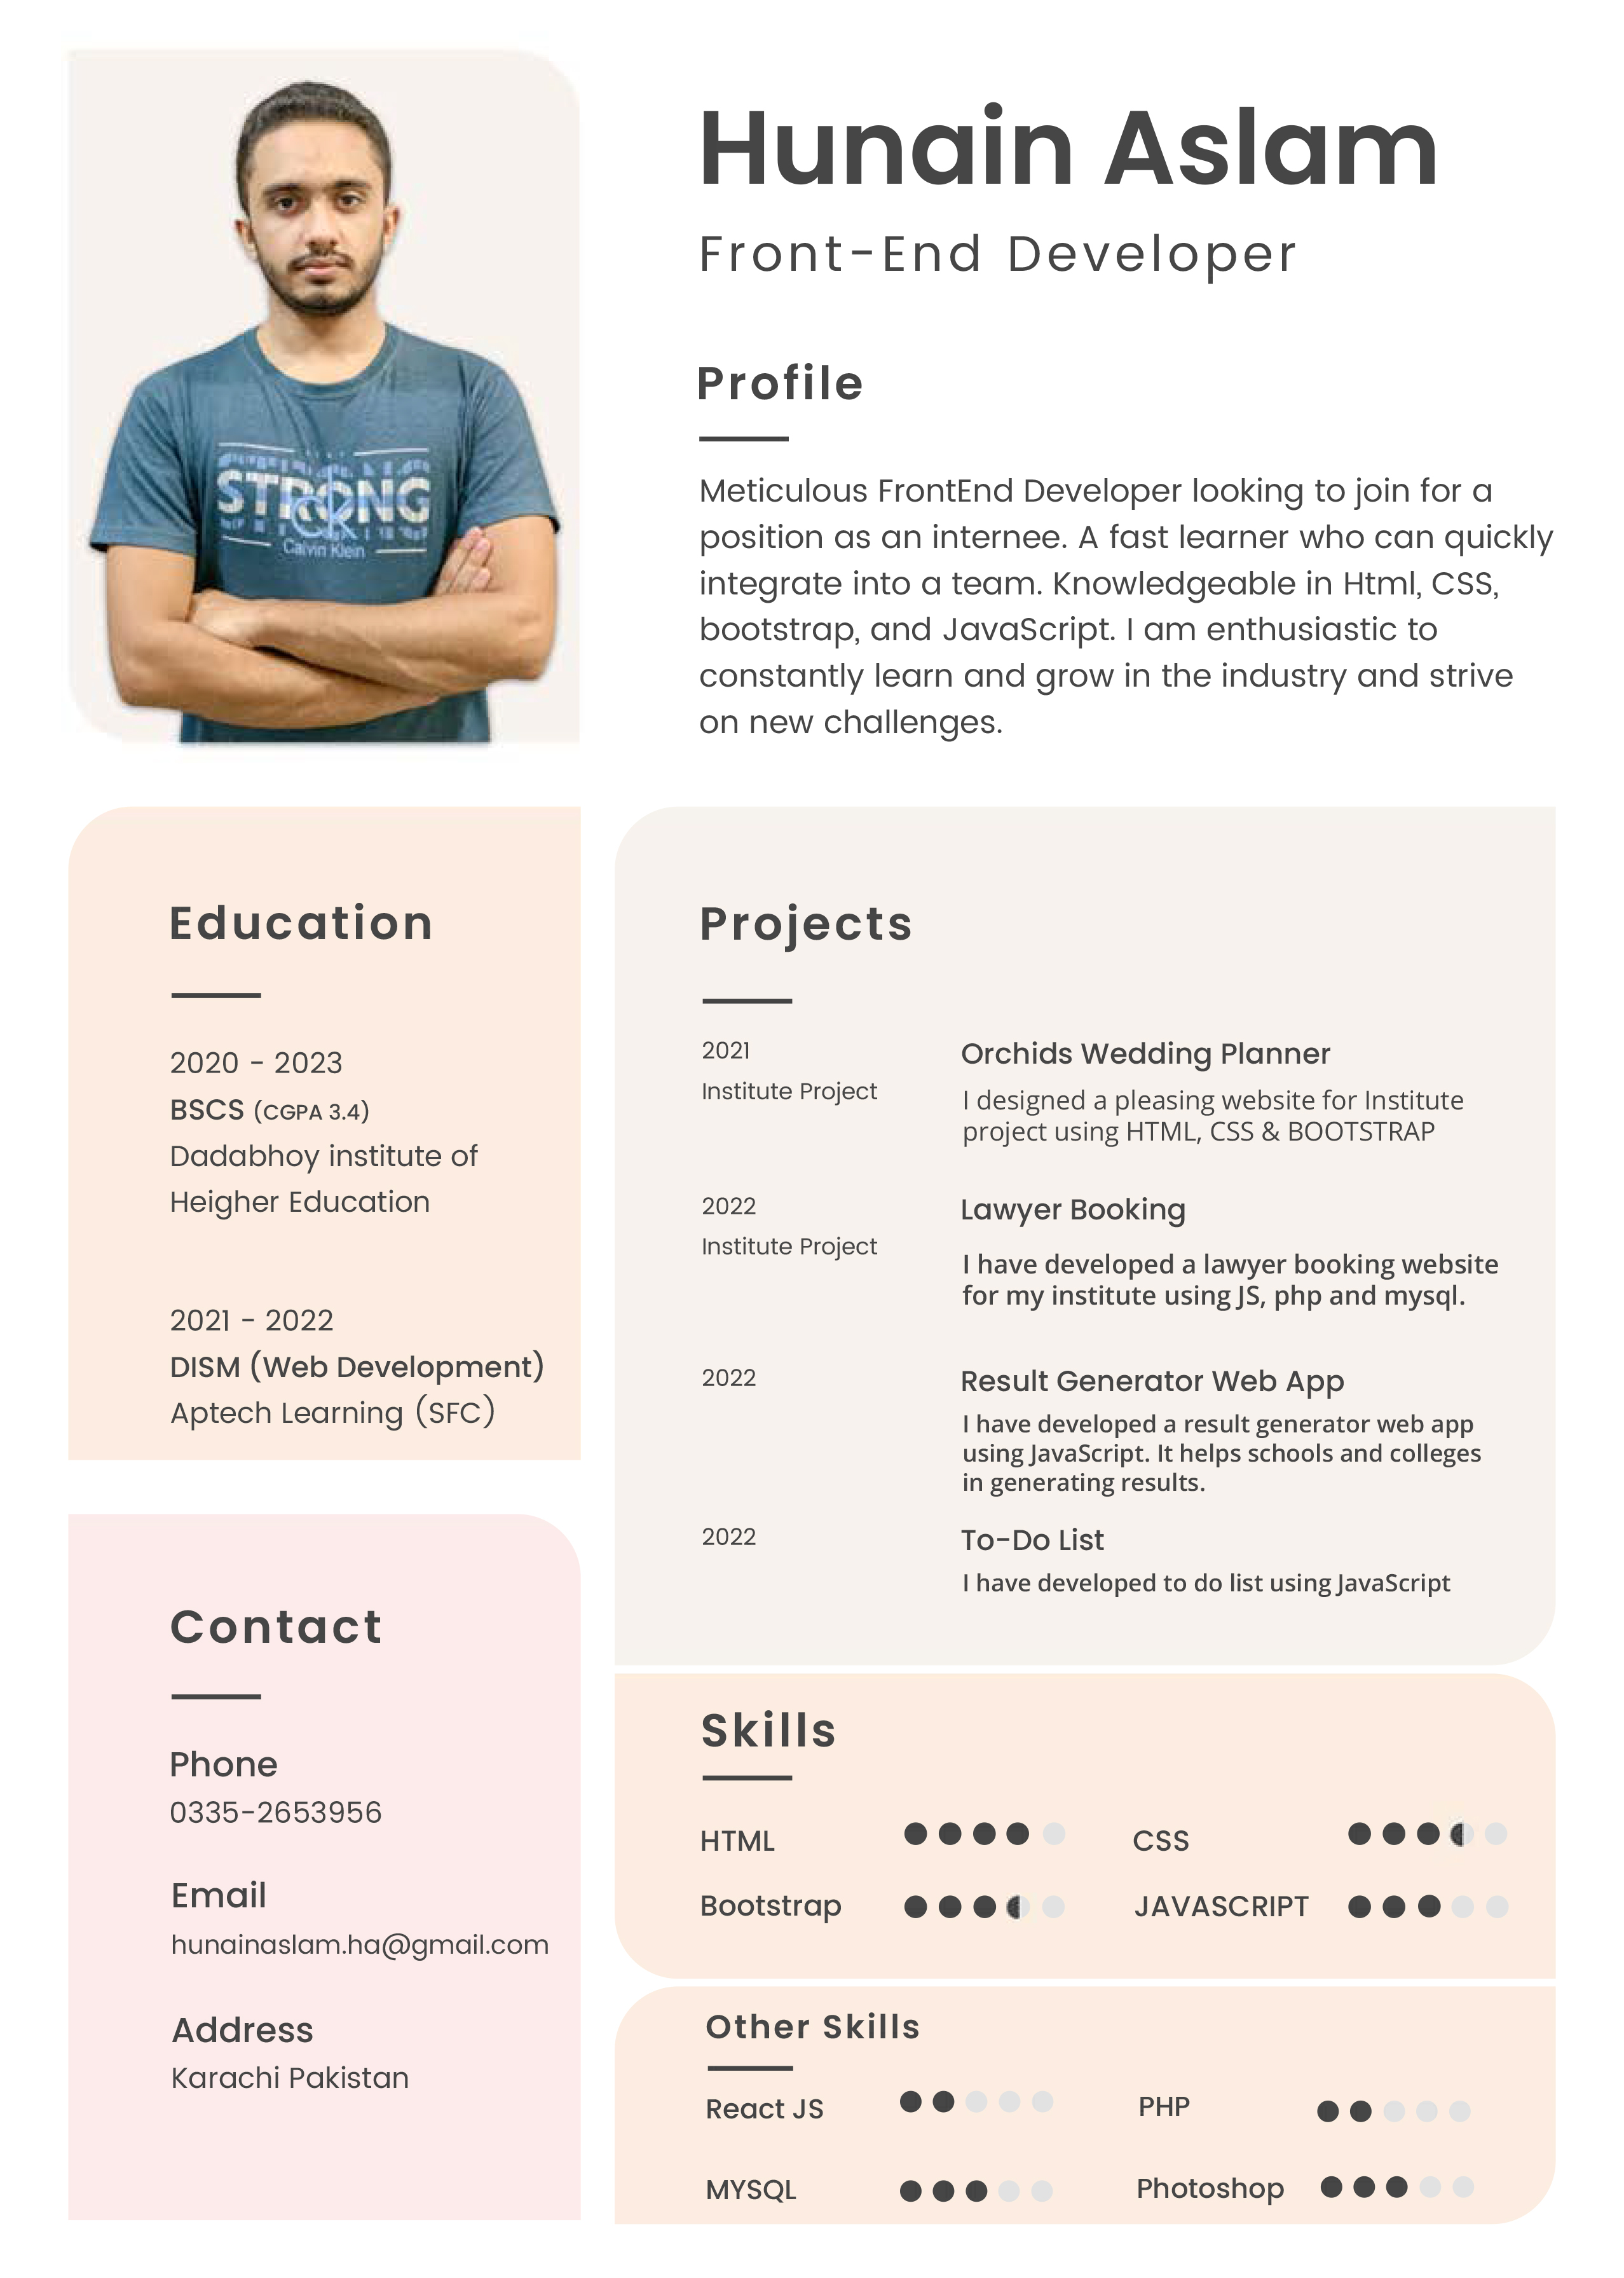 STRONG
ck
Calvin Klein
Hunain Aslam
Front-End Developer
Profile
Meticulous FrontEnd Developer looking to join for a
position as an internee. A fast learner who can quickly
integrate into a team. Knowledgeable in Html, CSS,
bootstrap, and JavaScript. I am enthusiastic to
constantly learn and grow in the industry and strive
on new challenges.
Education
2020 - 2023
BSCS (CGPA 3.4)
Dadabhoy institute of
Heigher Education
2021 - 2022
DISM (Web Development)
Aptech Learning (SFC)
Contact
Phone
0335-2653956
Email
hunainaslam.ha@gmail.com
Address
Karachi Pakistan
Projects
2021
Institute Project
Orchids Wedding Planner
I designed a pleasing website for Institute
project using HTML, CSS & BOOTSTRAP
2022
Institute Project
Lawyer Booking
I have developed a lawyer booking website
for my institute using JS, php and mysql.
2022
Result Generator Web App
I have developed a result generator web app
using JavaScript. It helps schools and colleges
in generating results.
2022
To-Do List
I have developed to do list using JavaScript
Skills
HTML
CSS
Bootstrap
JAVASCRIPT
Other Skills
React JS
PHP
MYSQL
Photoshop